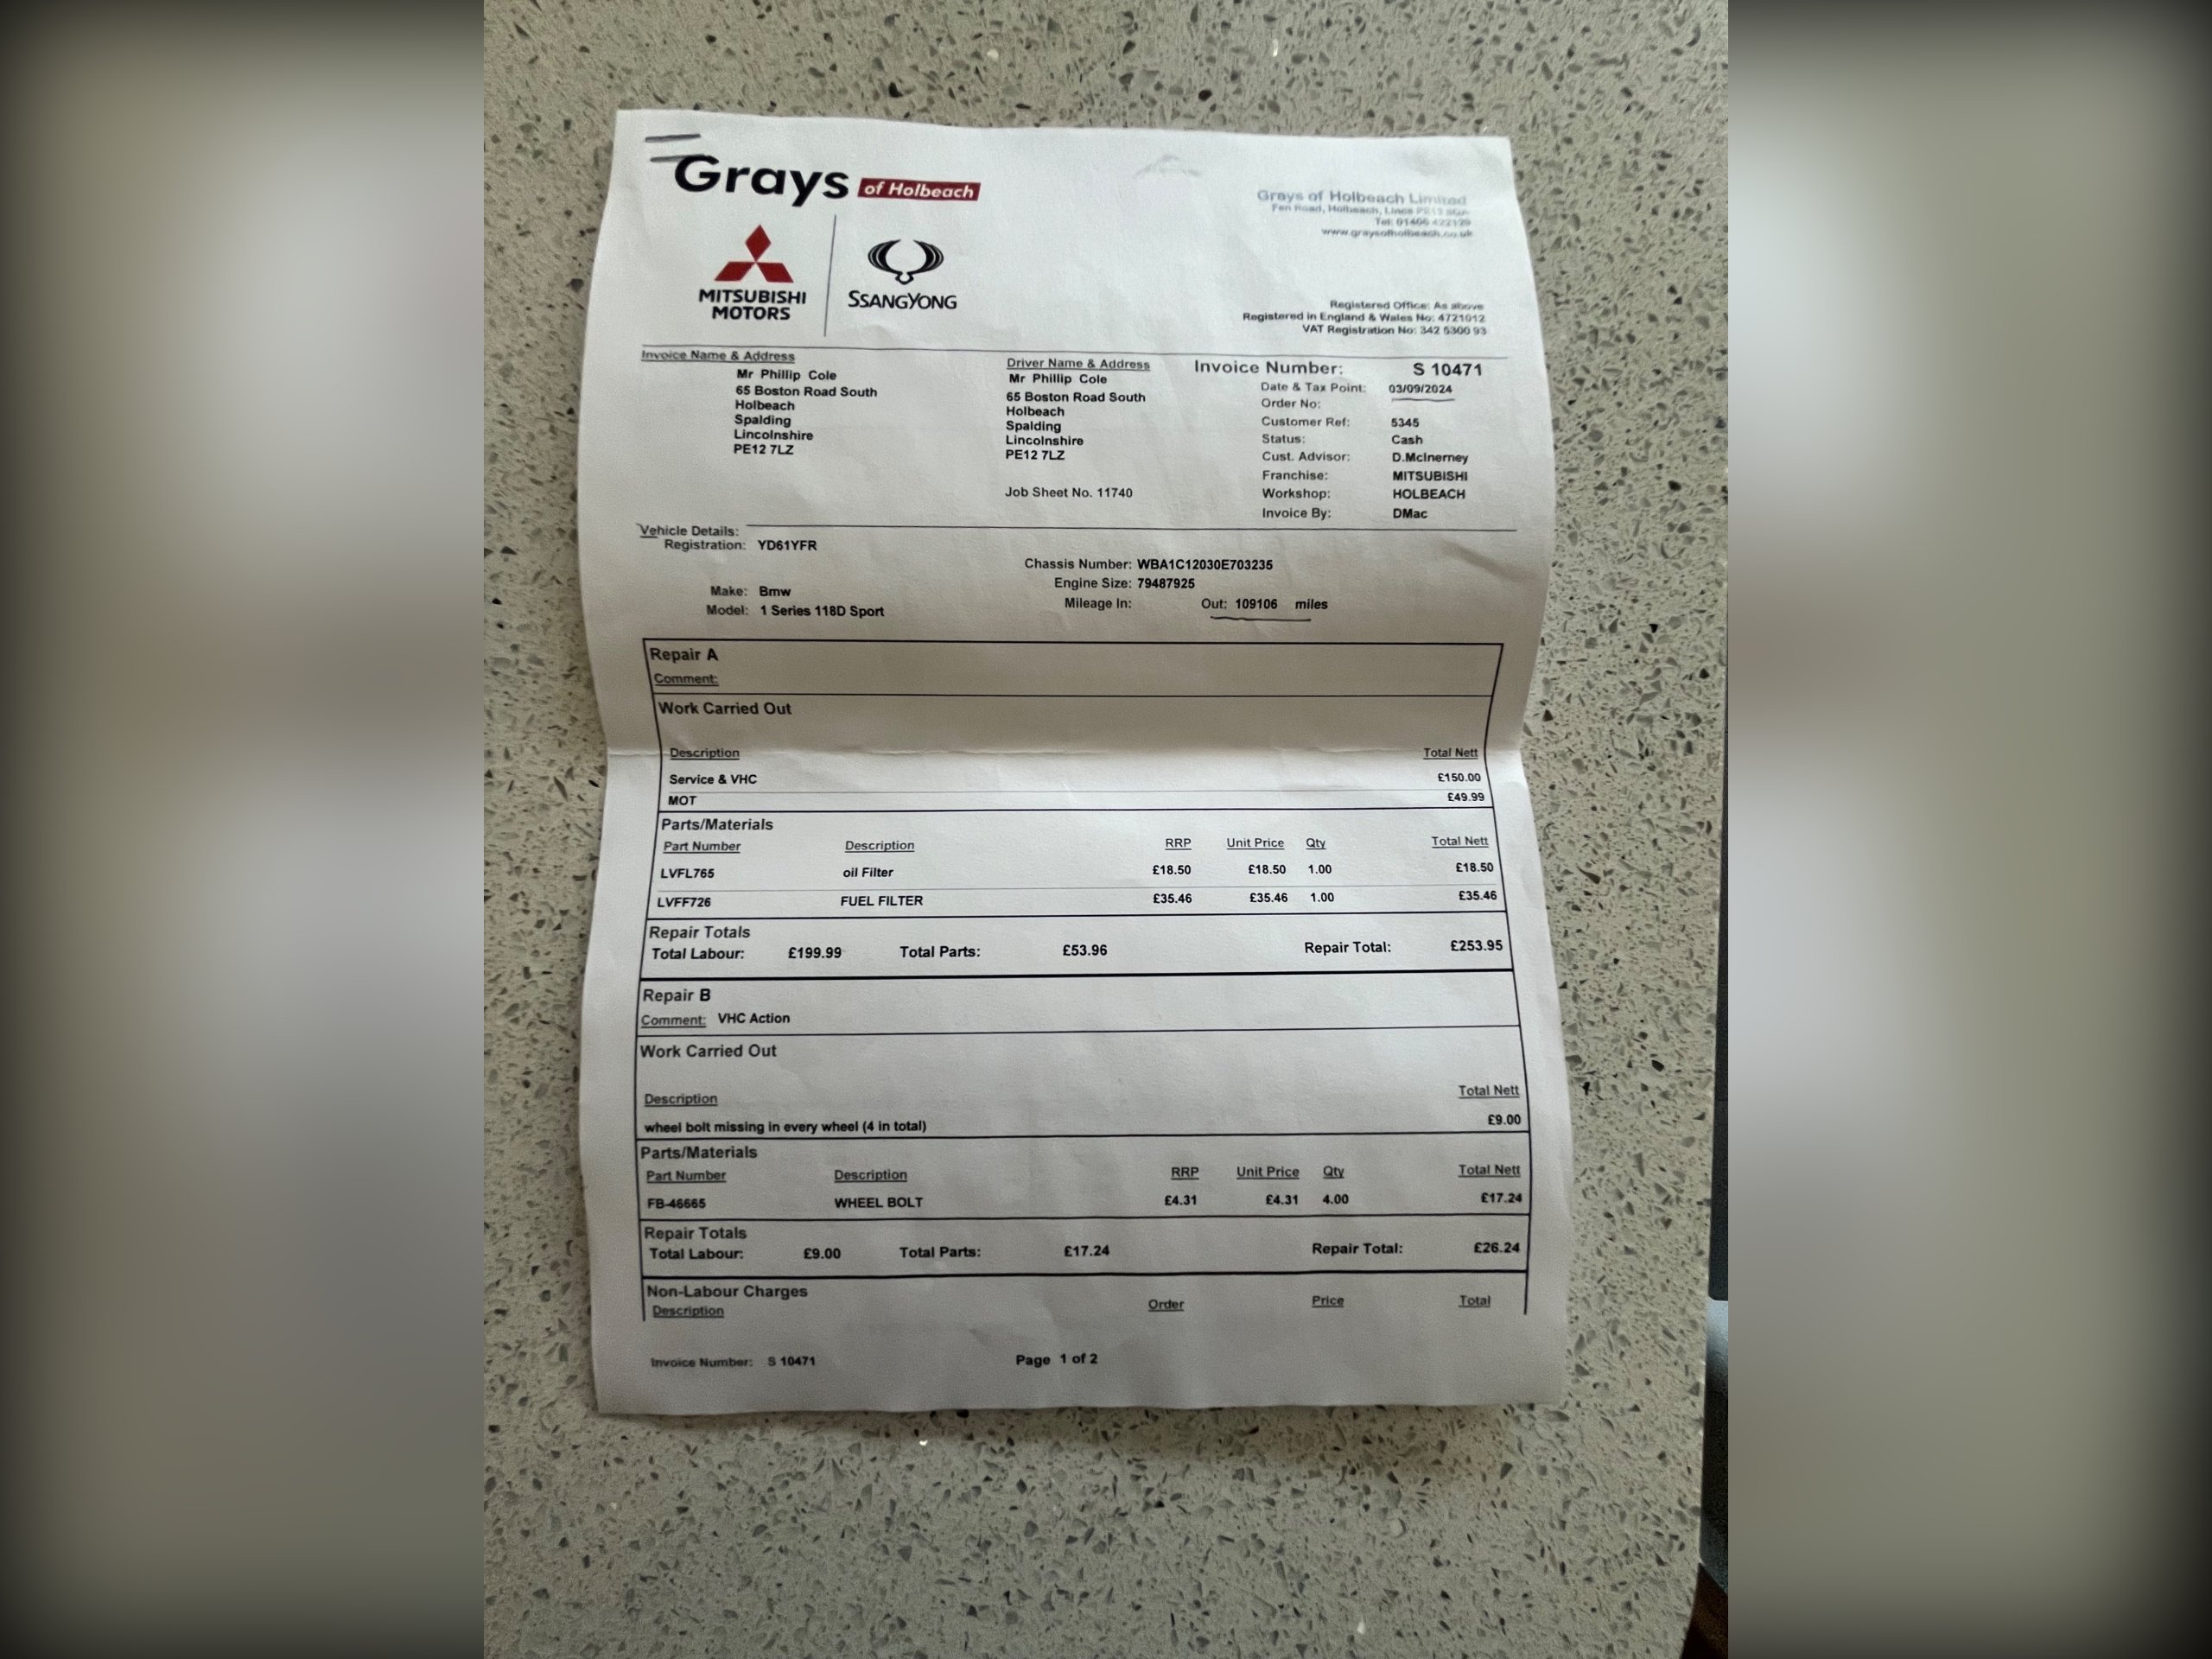 Grays of Holbeach
MITSUBISHI
MOTORS
SSANGYONG
Grays of Holbeach Limited
Fen Road, Holbeach, Lincs
Tel: 01406 422129
www.graysofholbeach.co.uk
Registered Office: As above
Registered in England & Wales No: 4721012
VAT Registration No: 342 5300 93
Invoice Name & Address
Mr Phillip Cole
65 Boston Road South
Holbeach
Spalding
Lincolnshire
PE12 7LZ
Driver Name & Address
Mr Phillip Cole
65 Boston Road South
Holbeach
Spalding
Lincolnshire
PE12 7LZ
Job Sheet No. 11740
Invoice Number: S 10471
Date & Tax Point: 03/09/2024
Order No:
Customer Ref: 5345
Status: Cash
Cust. Advisor: D.McInerney
Franchise: MITSUBISHI
Workshop: HOLBEACH
Invoice By: DMac
Vehicle Details:
Registration: YD61YFR
Chassis Number: WBA1C12030E703235
Engine Size: 79487925
Make: Bmw
Mileage In: Out: 109106 miles
Model: 1 Series 118D Sport
Repair A
Comment:
Work Carried Out
Description Total Nett
Service & VHC £150.00
MOT £49.99
Parts/Materials
Part Number Description RRP Unit Price Qty Total Nett
LVFL765 oil Filter £18.50 £18.50 1.00 £18.50
LVFF726 FUEL FILTER £35.46 £35.46 1.00 £35.46
Repair Totals
Total Labour: £199.99 Total Parts: £53.96 Repair Total: £253.95
Repair B
Comment: VHC Action
Work Carried Out
Description Total Nett
wheel bolt missing in every wheel (4 in total) £9.00
Parts/Materials
Part Number Description RRP Unit Price Qty Total Nett
FB-46665 WHEEL BOLT £4.31 £4.31 4.00 £17.24
Repair Totals
Total Labour: £9.00 Total Parts: £17.24 Repair Total: £26.24
Non-Labour Charges
Description Order Price Total
Invoice Number: S 10471 Page 1 of 2